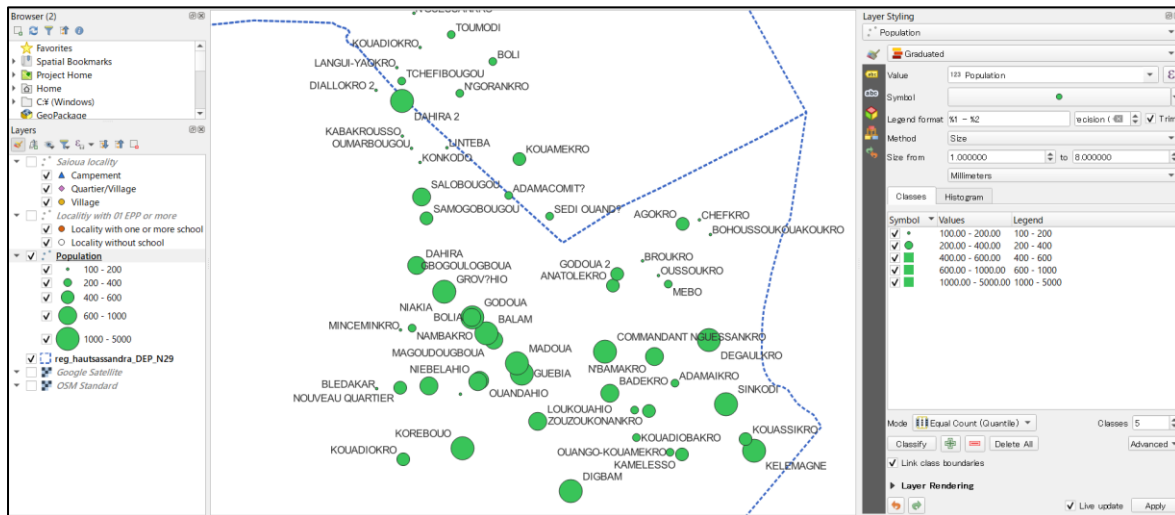 Browser (2)
Favorites
Spatial Bookmarks
Project Home
Home
C:¥ (Windows)
GeoPackage
Layers
Saioua locality
Campement
Quartier/Village
Village
Localitiy with 01 EPP or more
Locality with one or more school
Locality without school
Population
100 - 200
200 - 400
400 - 600
600 - 1000
1000 - 5000
reg_hautsassandra_DEP_N29
Google Satellite
OSM Standard
TOUMODI
KOUADIOKRO
BOLI
LANGUI-YAOKRO
TCHEFIBOUGOU
DIALLOKRO 2
N'GORANKRO
DAHIRA 2
KABAKROUSSO
OUMARBOUGOU
LINTEBA
KOUAMEKRO
KONKODO
SALOBOUGOU
ADAMACOMIT?
SAMOGOBOUGOU
SEDI OUAND?
AGOKRO
CHEFKRO
BOHOUSSOUKOUAKOUKRO
DAHIRA
GBOGOULOGBOUA
GROV?HIO
GODOUA 2
BROUKRO
ANATOLEKRO
OUSSOUKRO
MEBO
NIAKIA
GODOUA
BOLIA
BALAM
MINCEMINKRO
NAMBAKRO
COMMANDANT NGUESSANKRO
MAGOUDOUGBOUA
MADOUA
DEGAULKRO
NIEBELAHIO
GUEBIA
N'BAMAKRO
BLEDAKAR
BADEKRO
ADAMAIKRO
NOUVEAU QUARTIER
OUANDAHIO
SINKODI
LOUKOUAHIO
ZOUZOUKONANKRO
KOREBOUO
KOUADIOBAKRO
KOUASSIKRO
KOUADIOKRO
OUANGO-KOUAMEKRO
KAMELESSO
KELEMAGNE
DIGBAM
Layer Styling
Population
Graduated
Value 123 Population
Symbol
Legend format %1 - %2 Trim
Method Size
Size from 1.000000 to 8.000000
Millimeters
Classes Histogram
Symbol Values Legend
100.00 - 200.00 100 - 200
200.00 - 400.00 200 - 400
400.00 - 600.00 400 - 600
600.00 - 1000.00 600 - 1000
1000.00 - 5000.00 1000 - 5000
Mode Equal Count (Quantile) Classes 5
Classify Delete All Advanced
Link class boundaries
Layer Rendering
Live update Apply